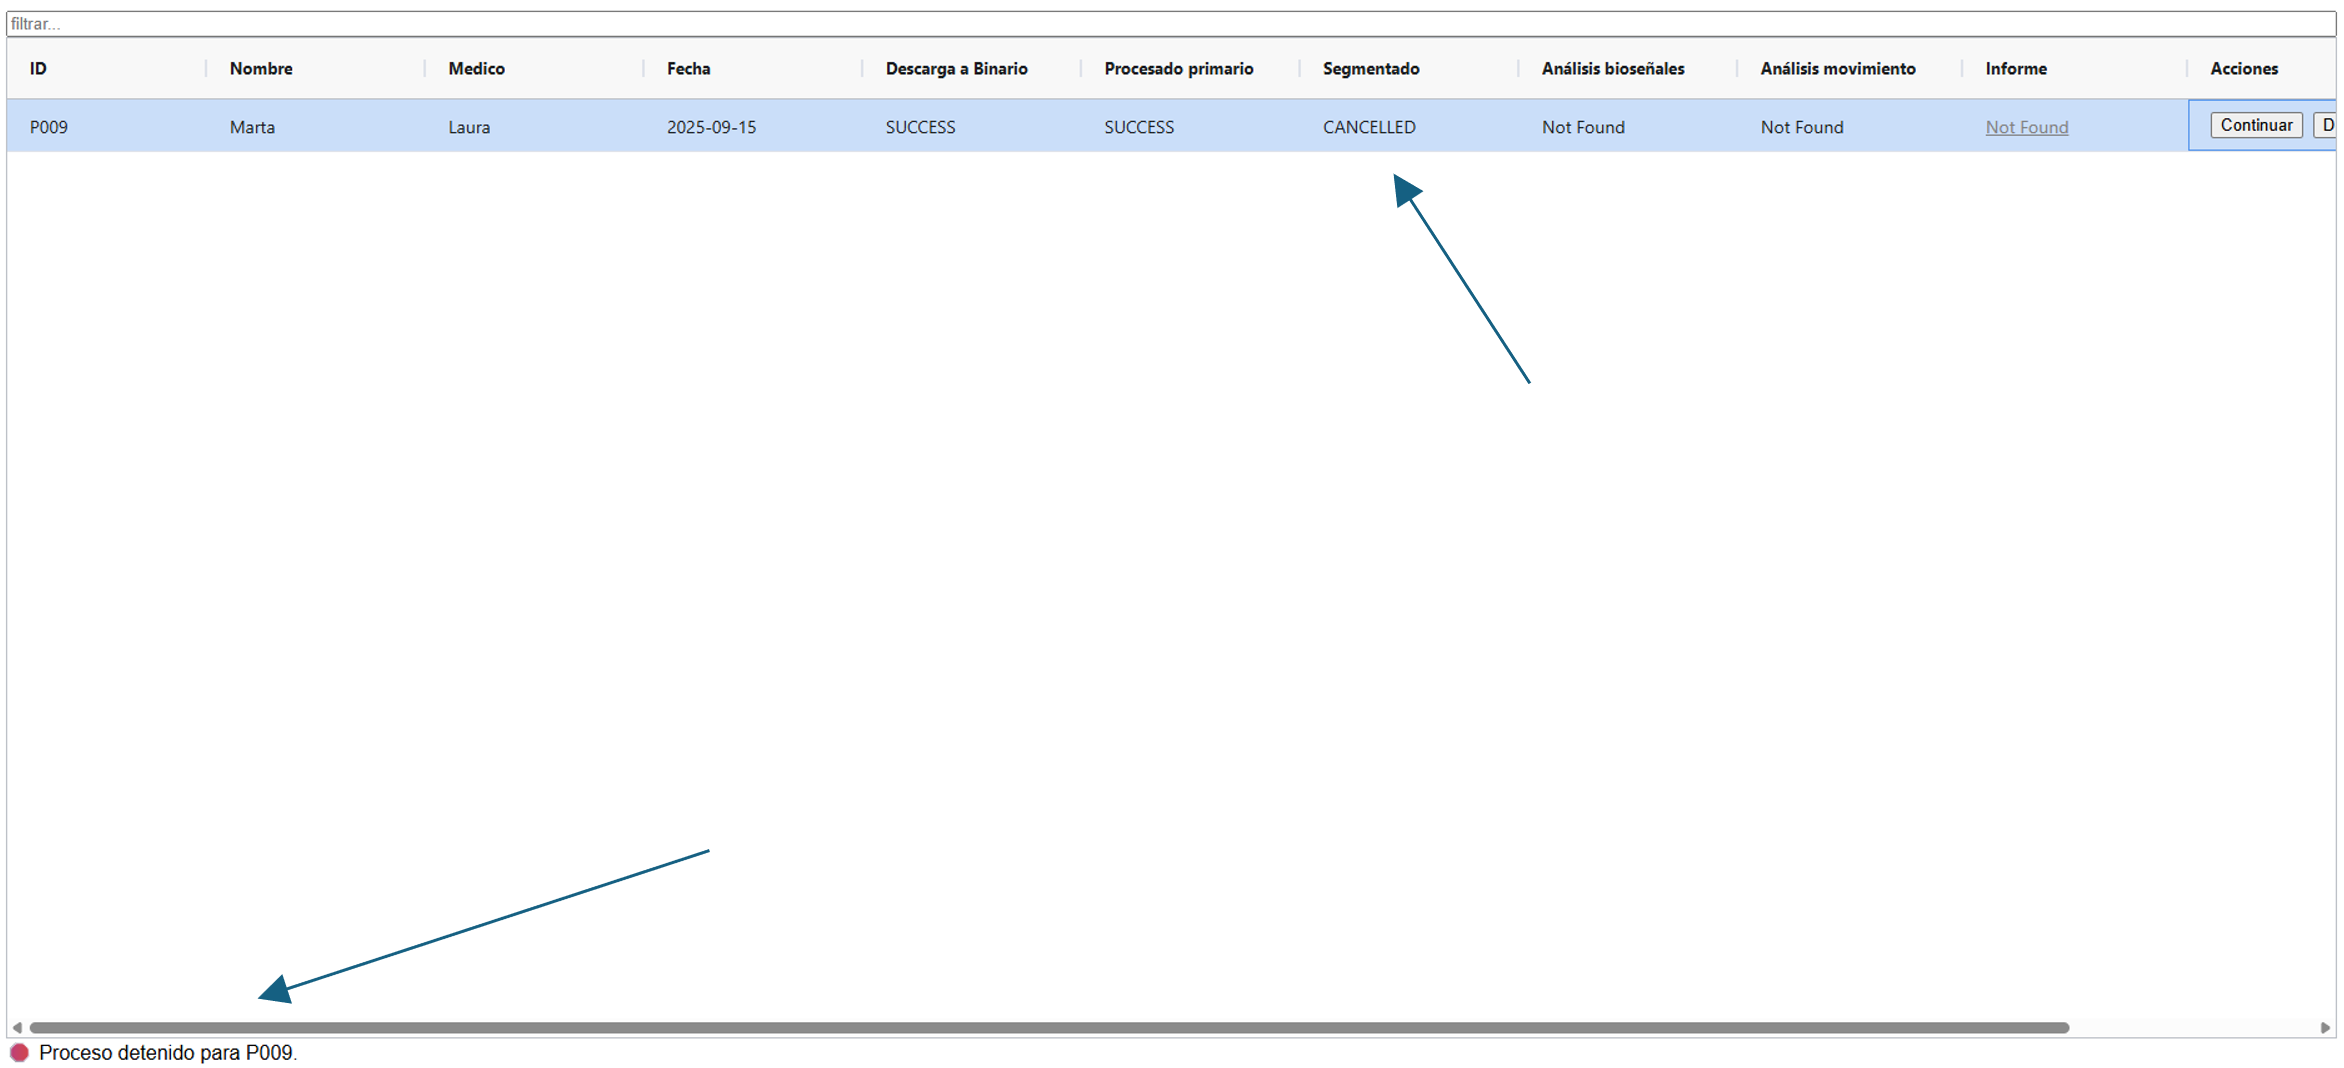 filtrar...
ID Nombre Medico Fecha Descarga a Binario Procesado primario Segmentado Análisis bioseñales Análisis movimiento Informe Acciones
P009 Marta Laura 2025-09-15 SUCCESS SUCCESS CANCELLED Not Found Not Found Not Found Continuar D
Proceso detenido para P009.